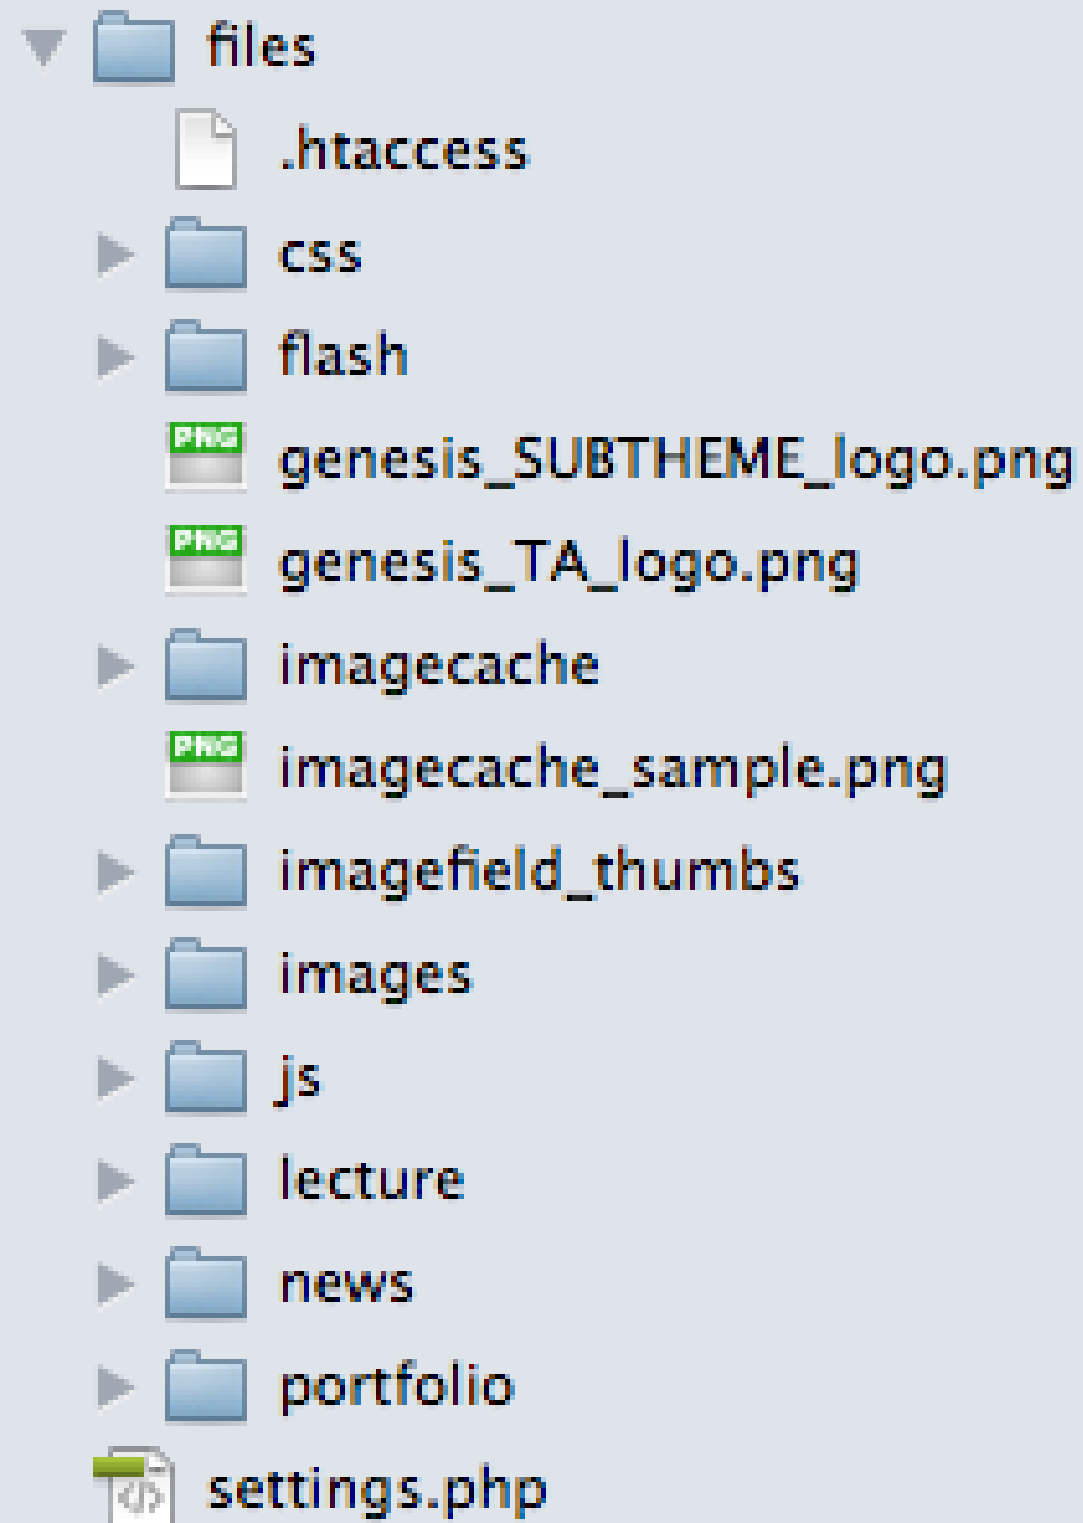 files
.htaccess
css
flash
PNG
genesis_SUBTHEME_logo.png
PNG
genesis_TA_logo.png
imagecache
PNG
imagecache_sample.png
imagefield_thumbs
images
js
lecture
news
portfolio
settings.php